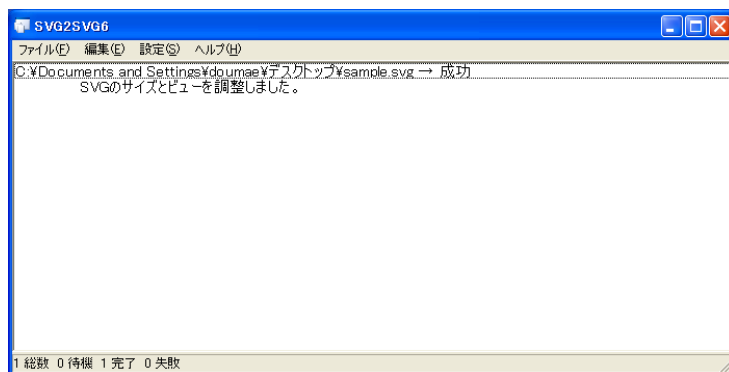 SVG2SVG6
ファイル(F) 編集(E) 設定(S) ヘルプ(H)
C:¥Documents and Settings¥doumae¥デスクトップ¥sample.svg → 成功
SVGのサイズとビューを調整しました。
1 総数 0 待機 1 完了 0 失敗